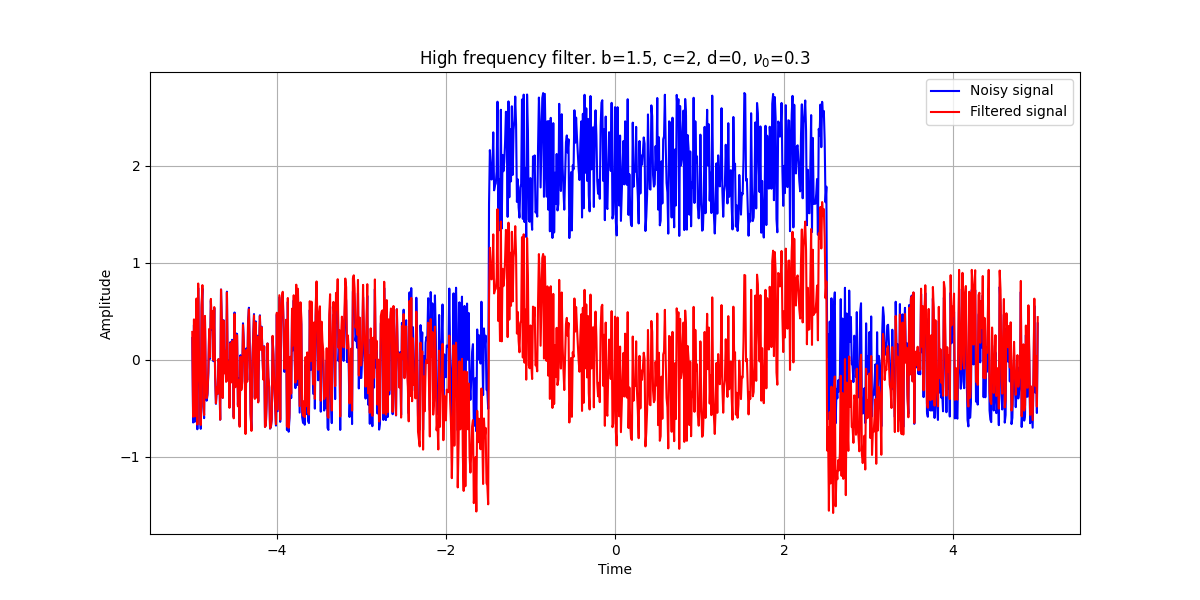 High frequency filter. b=1.5, c=2, d=0, ν₀=0.3
Noisy signal
Filtered signal
Amplitude
2
1
0
−1
−4
−2
0
2
4
Time